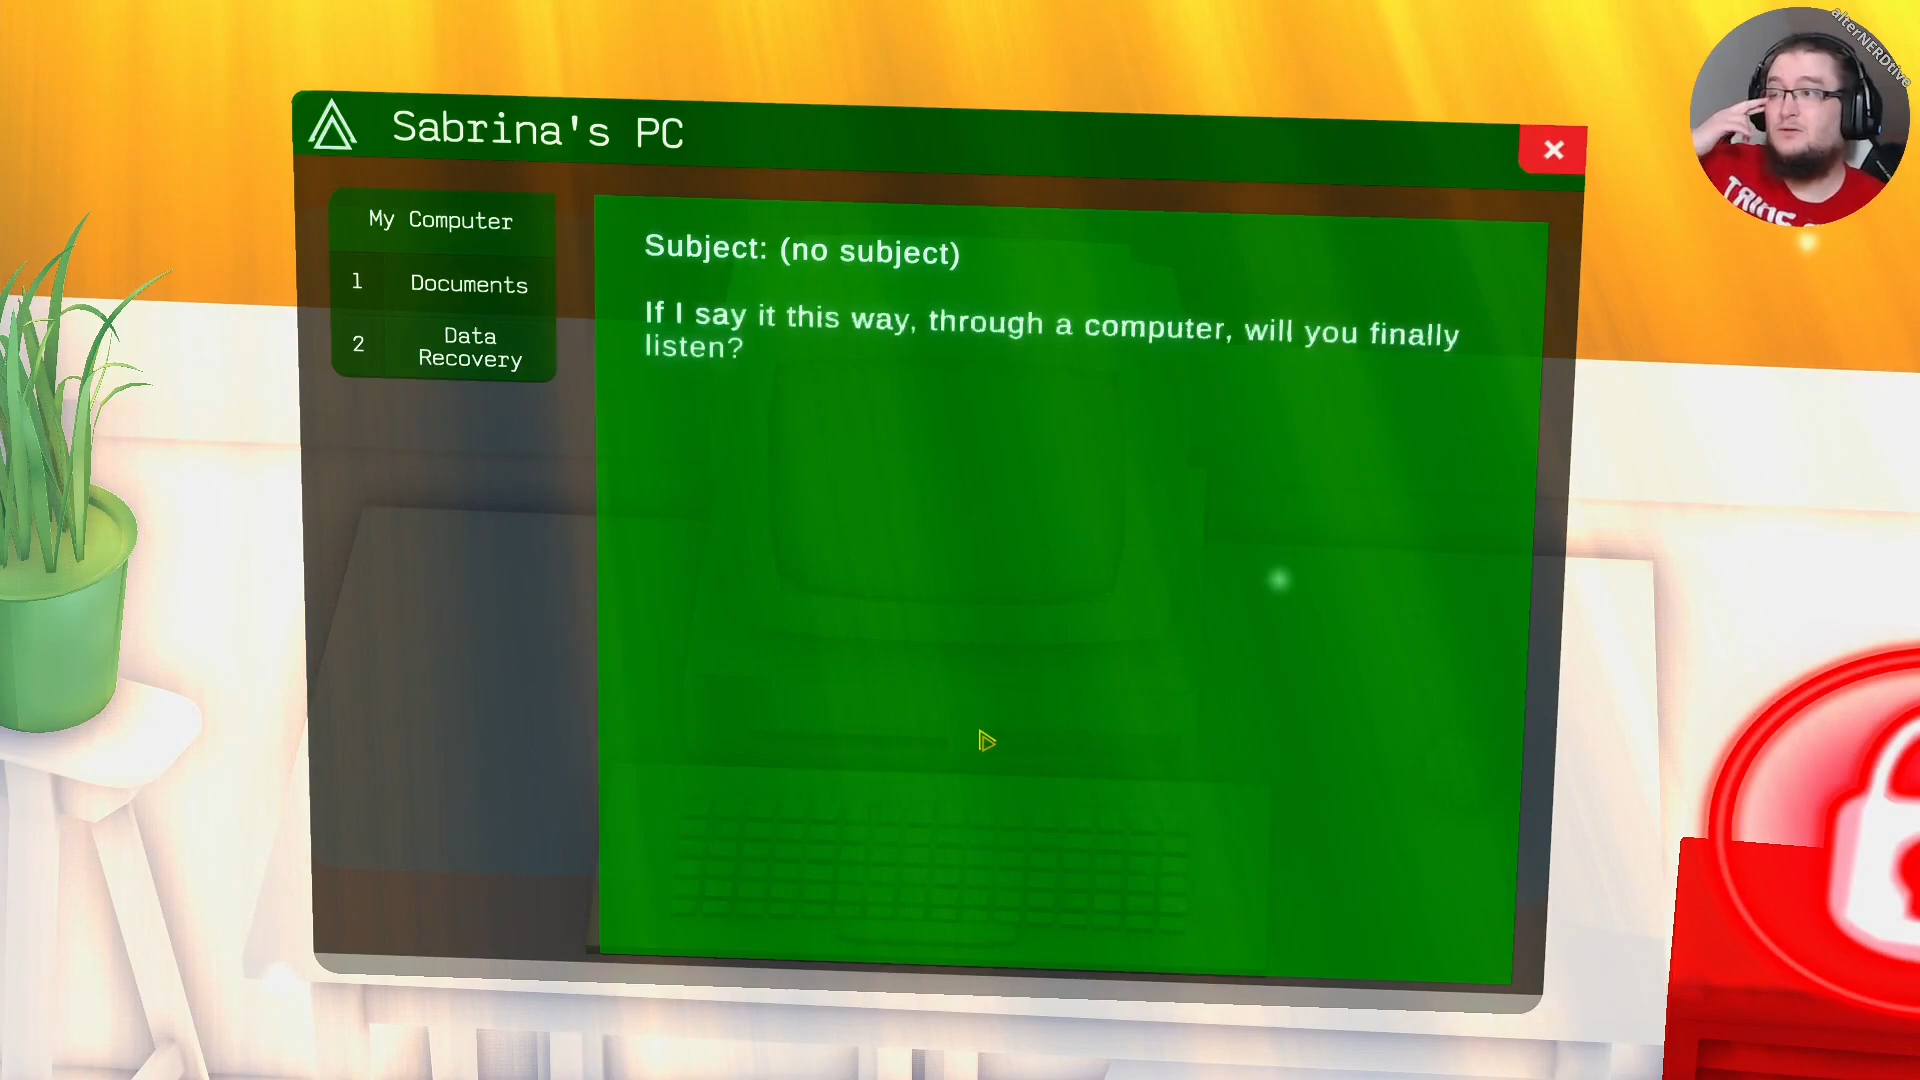 alterNERDtive
Sabrina's PC
My Computer
1 Documents
2 Data
Recovery
Subject: (no subject)
If I say it this way, through a computer, will you finally
listen?